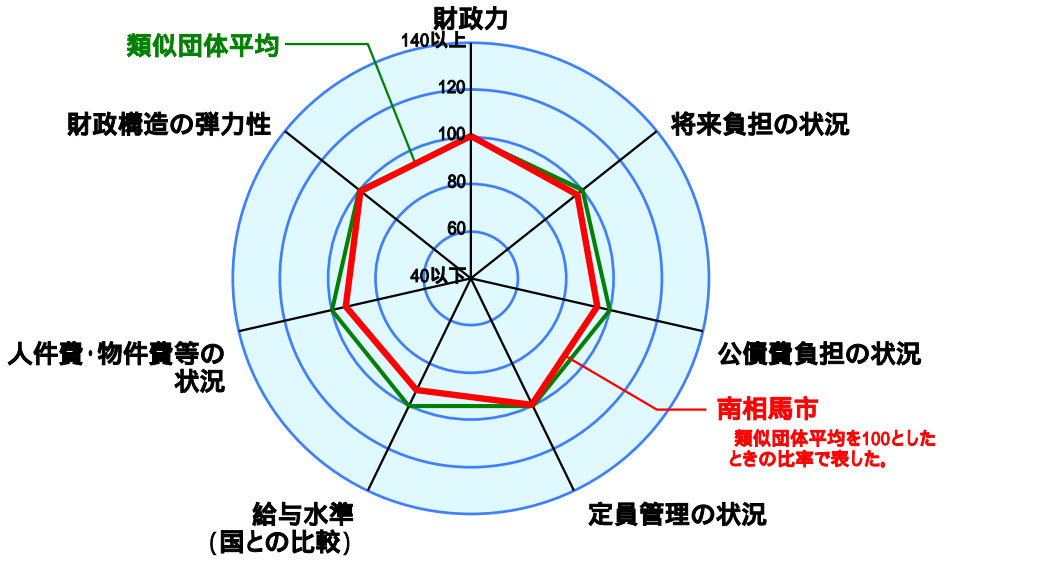 財政力
140以上
類似団体平均
120
財政構造の弾力性
将来負担の状況
100
80
60
40以下
人件費・物件費等の
状況
公債費負担の状況
南相馬市
類似団体平均を100とした
ときの比率で表した。
給与水準
(国との比較)
定員管理の状況